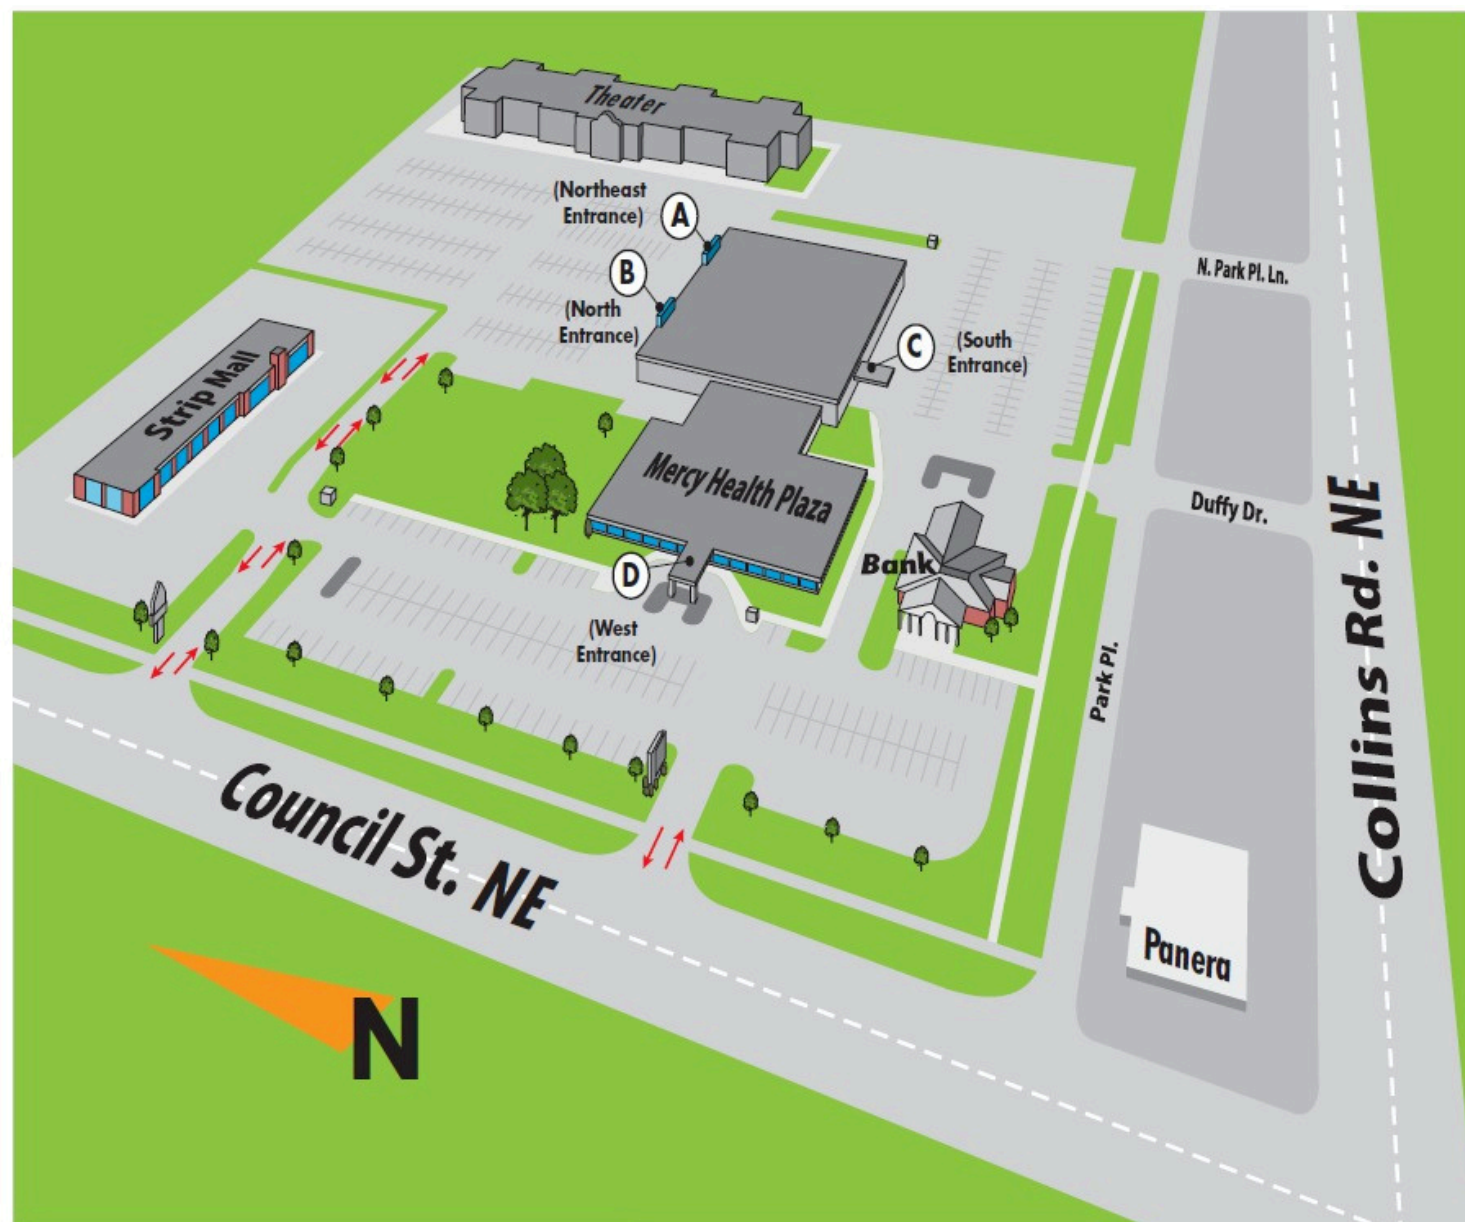 Theater
(Northeast
Entrance)
A
B
(North
Entrance)
C
(South
Entrance)
N. Park Pl. Ln.
Strip Mall
Mercy Health Plaza
Duffy Dr.
Bank
D
(West
Entrance)
Park Pl.
Collins Rd. NE
Council St. NE
Panera
N